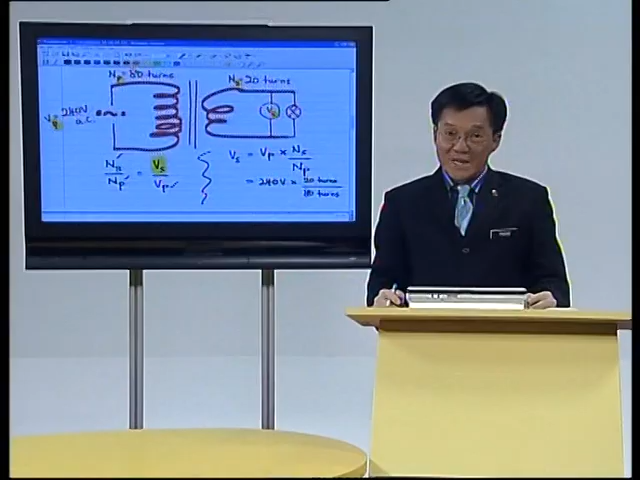 Np = 80 turns
Ns = 20 turns
Vp = 240V
a.c.
Vs
Ns / Np = Vs / Vp
Vs = Vp × Ns / Np
= 240V × 20 turns / 80 turns